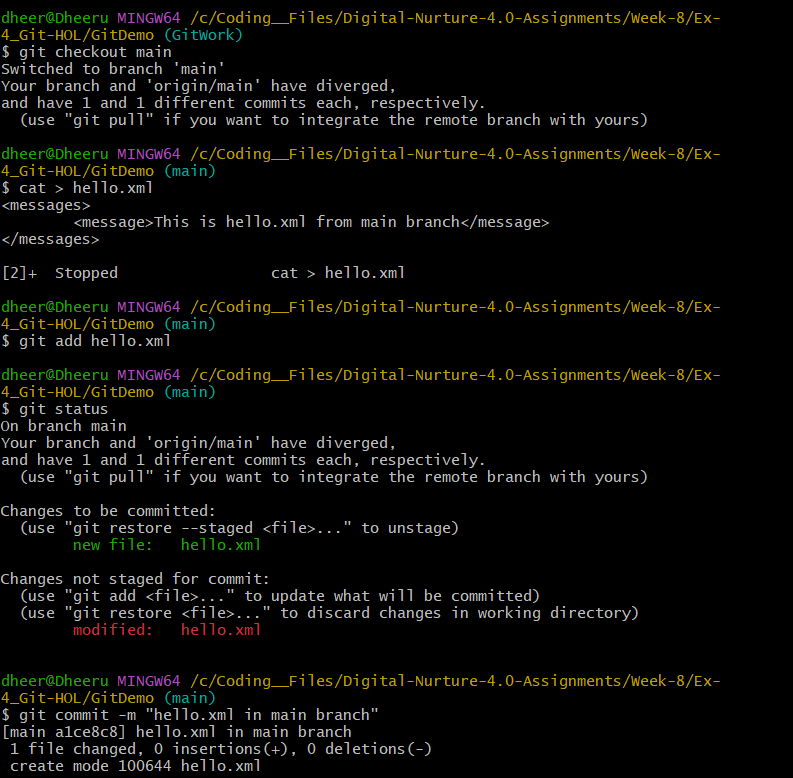 dheer@Dheeru MINGW64 /c/Coding__Files/Digital-Nurture-4.0-Assignments/Week-8/Ex-
4_Git-HOL/GitDemo (GitWork)
$ git checkout main
Switched to branch 'main'
Your branch and 'origin/main' have diverged,
and have 1 and 1 different commits each, respectively.
  (use "git pull" if you want to integrate the remote branch with yours)

dheer@Dheeru MINGW64 /c/Coding__Files/Digital-Nurture-4.0-Assignments/Week-8/Ex-
4_Git-HOL/GitDemo (main)
$ cat > hello.xml
<messages>
        <message>This is hello.xml from main branch</message>
</messages>

[2]+  Stopped                 cat > hello.xml

dheer@Dheeru MINGW64 /c/Coding__Files/Digital-Nurture-4.0-Assignments/Week-8/Ex-
4_Git-HOL/GitDemo (main)
$ git add hello.xml

dheer@Dheeru MINGW64 /c/Coding__Files/Digital-Nurture-4.0-Assignments/Week-8/Ex-
4_Git-HOL/GitDemo (main)
$ git status
On branch main
Your branch and 'origin/main' have diverged,
and have 1 and 1 different commits each, respectively.
  (use "git pull" if you want to integrate the remote branch with yours)

Changes to be committed:
  (use "git restore --staged <file>..." to unstage)
        new file:   hello.xml

Changes not staged for commit:
  (use "git add <file>..." to update what will be committed)
  (use "git restore <file>..." to discard changes in working directory)
        modified:   hello.xml

dheer@Dheeru MINGW64 /c/Coding__Files/Digital-Nurture-4.0-Assignments/Week-8/Ex-
4_Git-HOL/GitDemo (main)
$ git commit -m "hello.xml in main branch"
[main a1ce8c8] hello.xml in main branch
 1 file changed, 0 insertions(+), 0 deletions(-)
 create mode 100644 hello.xml